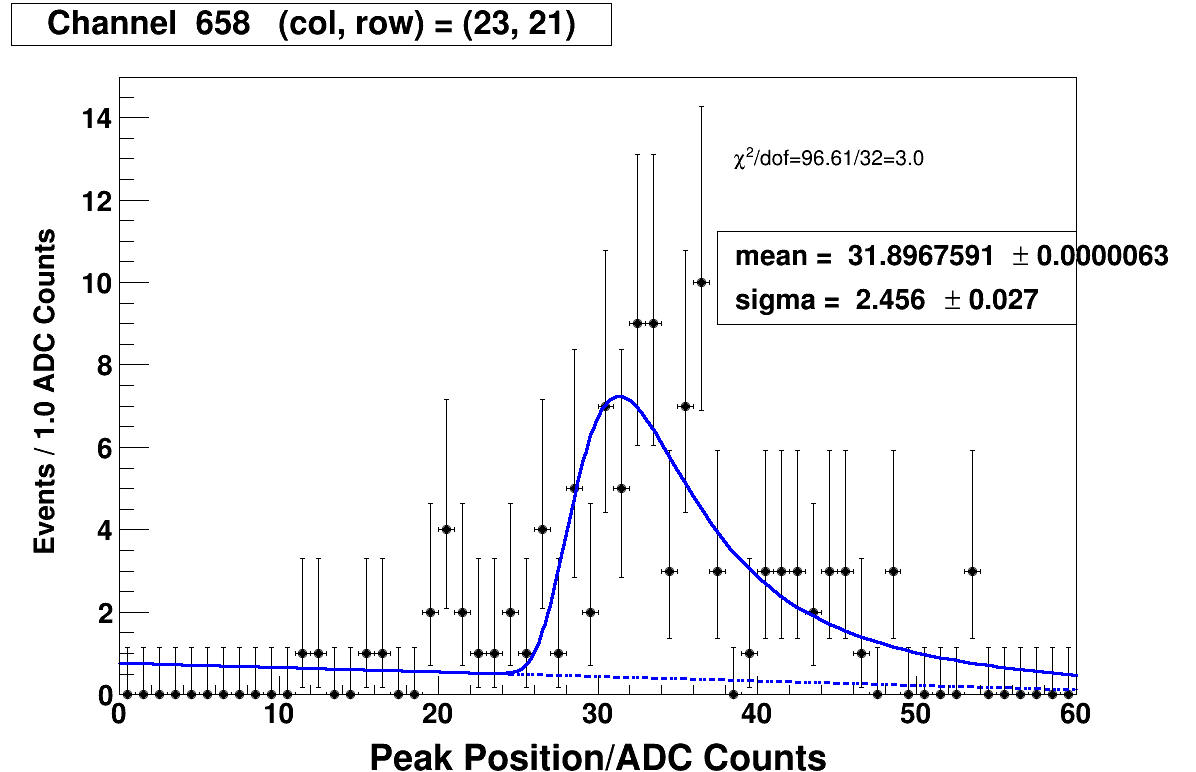 Channel 658 (col, row) = (23, 21)
14
12
10
8
6
4
2
0
Events / 1.0 ADC Counts
χ²/dof=96.61/32=3.0
mean = 31.8967591 ± 0.0000063
sigma = 2.456 ± 0.027
0 10 20 30 40 50 60
Peak Position/ADC Counts